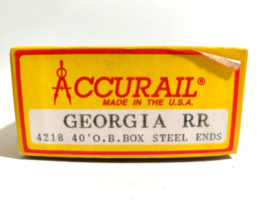 ACCURAIL®
MADE IN THE U.S.A.
GEORGIA RR
4218 40'O.B.BOX STEEL ENDS